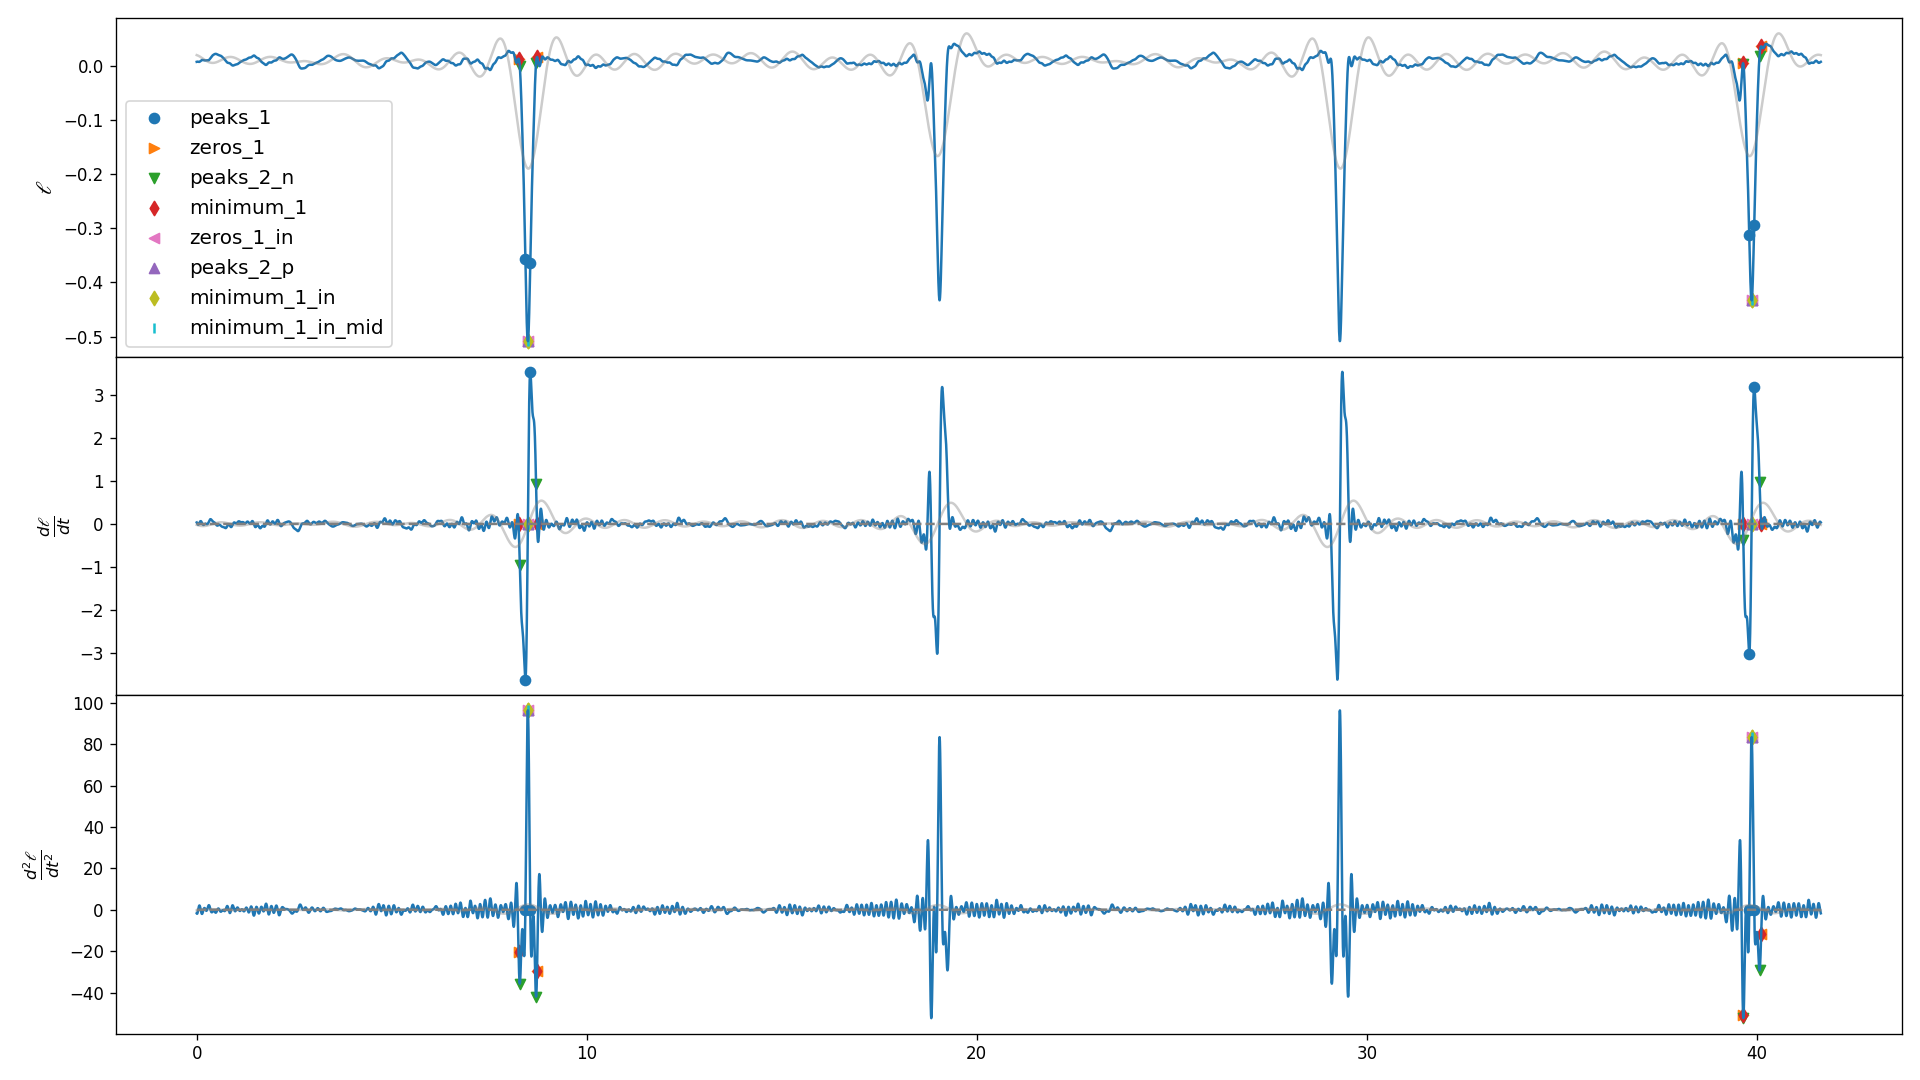 0.0
−0.1
−0.2
−0.3
−0.4
−0.5
ℓ
peaks_1
zeros_1
peaks_2_n
minimum_1
zeros_1_in
peaks_2_p
minimum_1_in
minimum_1_in_mid
3
2
1
0
−1
−2
−3
dℓ
dt
100
80
60
40
20
0
−20
−40
d²ℓ
dt²
0 10 20 30 40